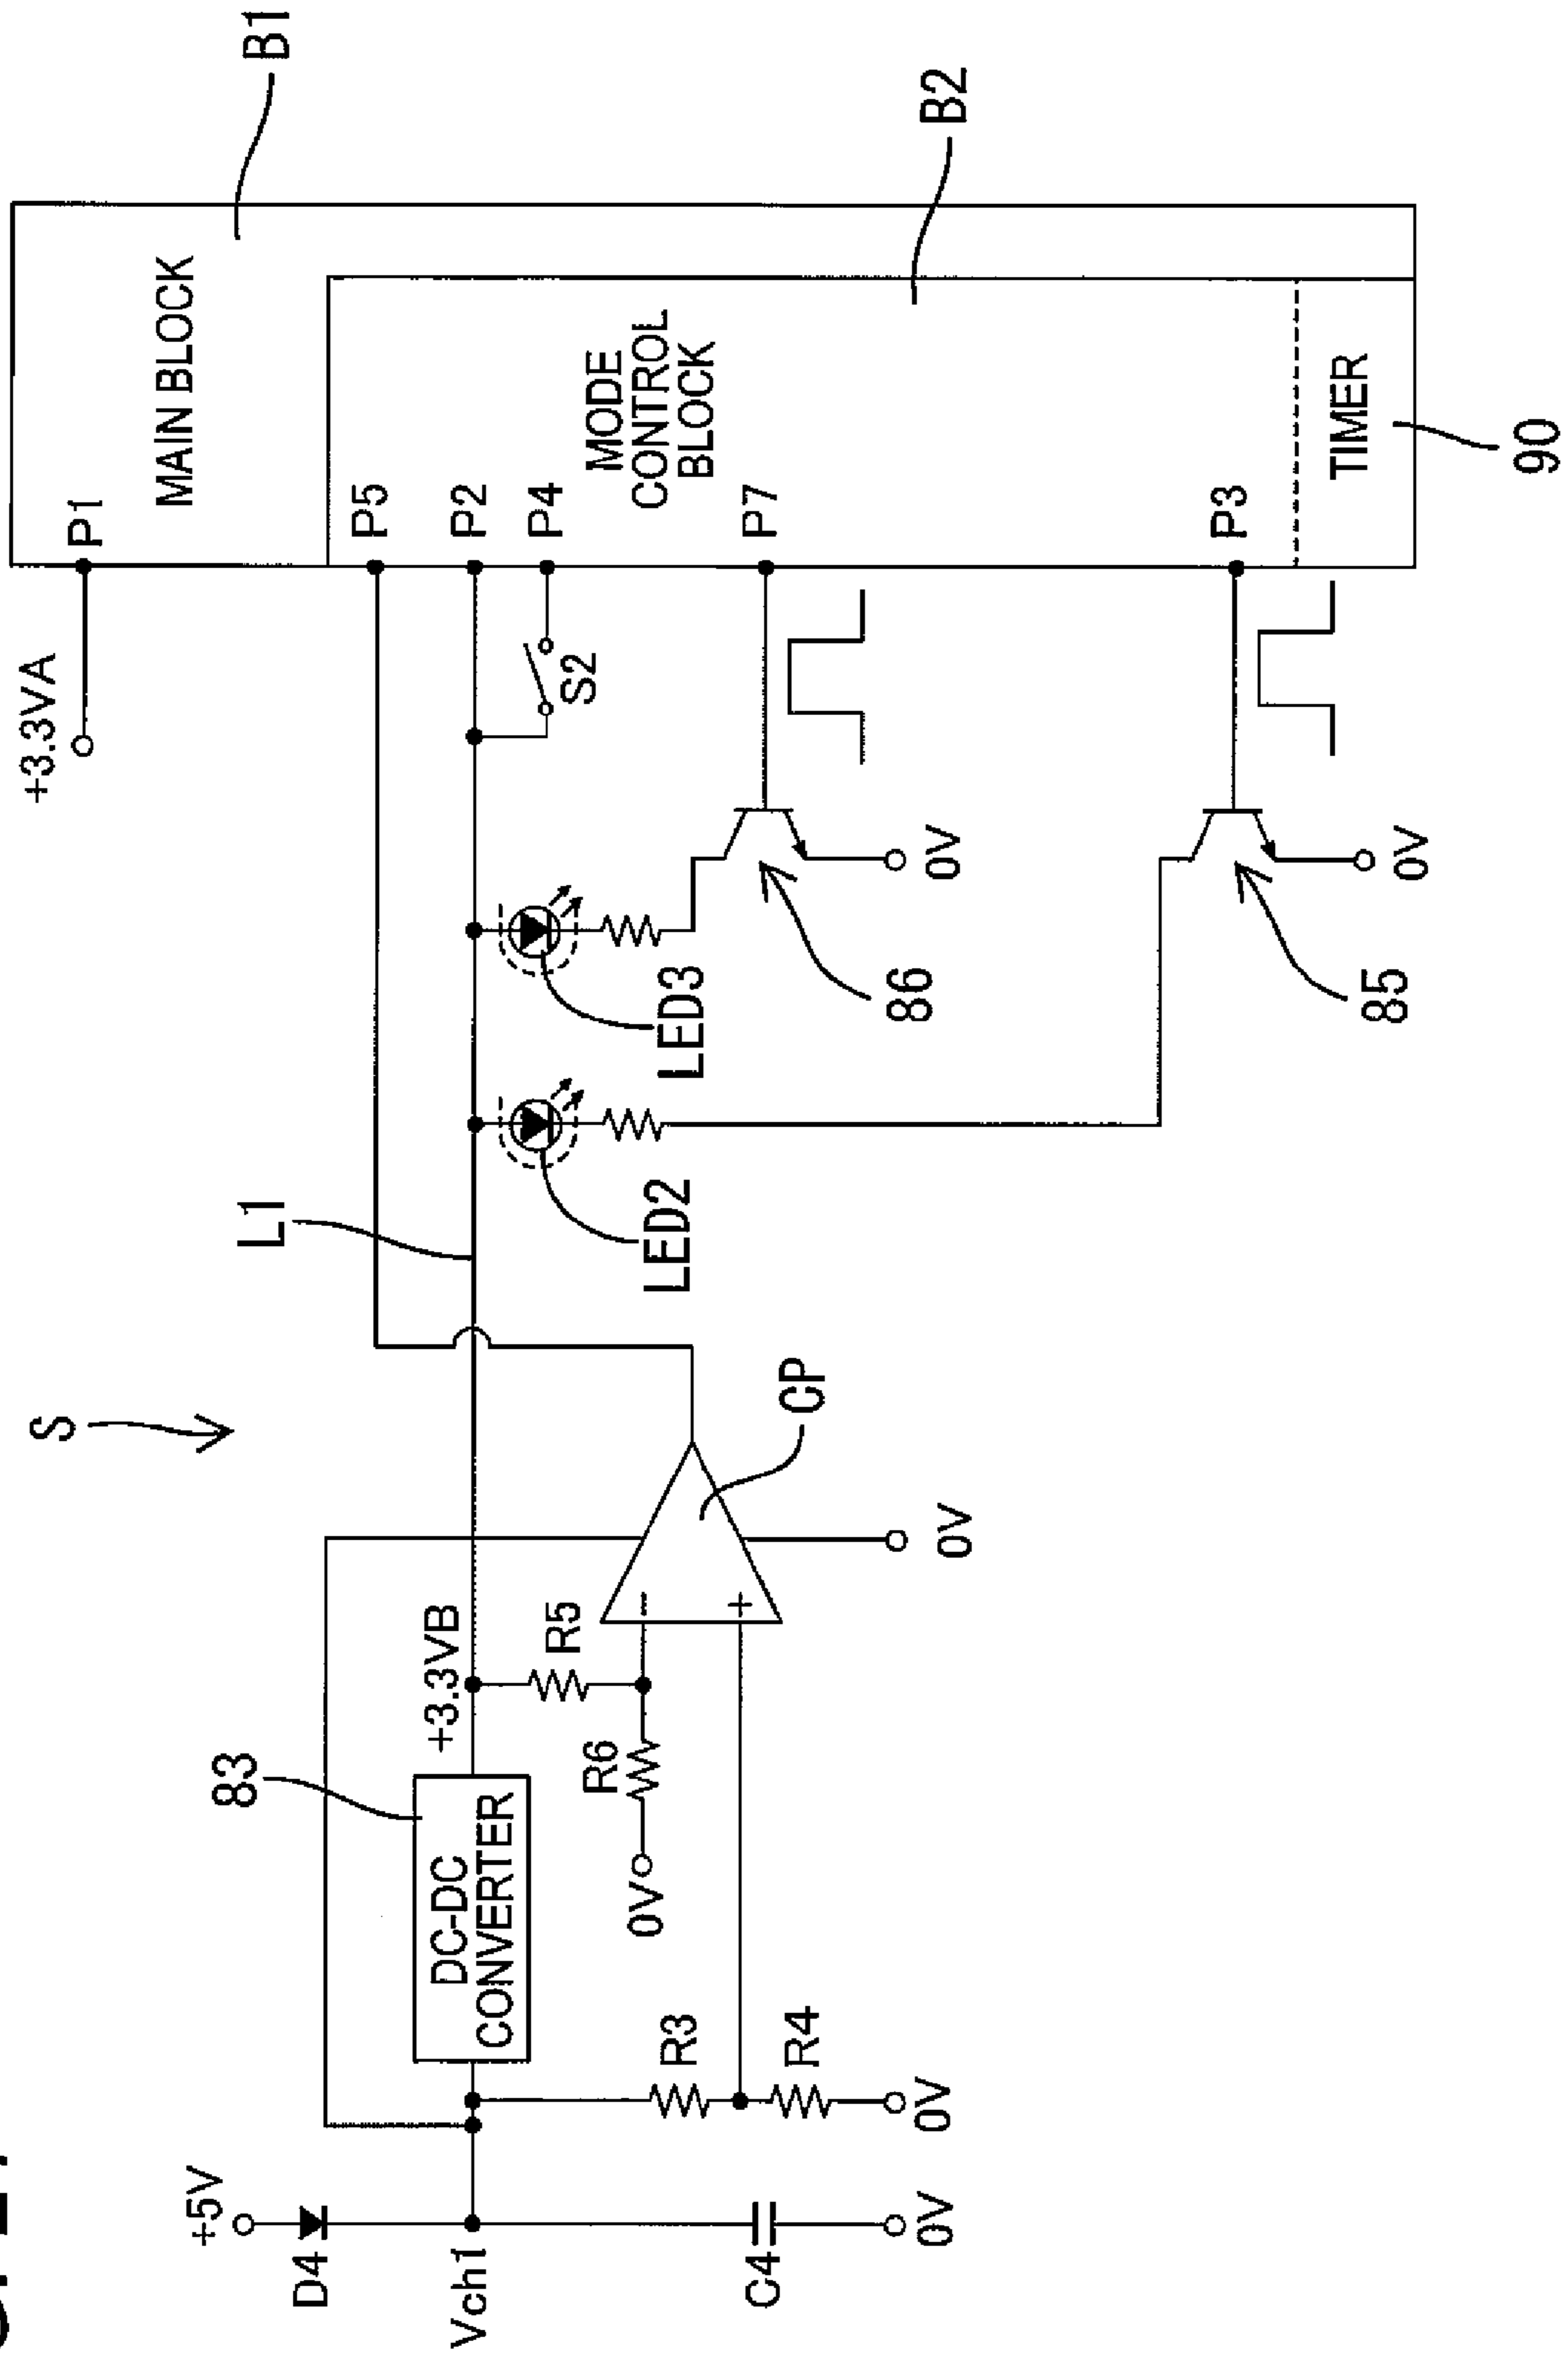 S
B1
+3.3VA
P1
MAIN BLOCK
+5V
83
L1
D4
Vch1
DC-DC
CONVERTER
+3.3VB
P5
P2
P4
S2
MODE
CONTROL
BLOCK
B2
R5
R6
0V
R3
R4
LED2
LED3
P7
C4
CP
0V
0V
0V
86
0V
P3
85
0V
TIMER
90